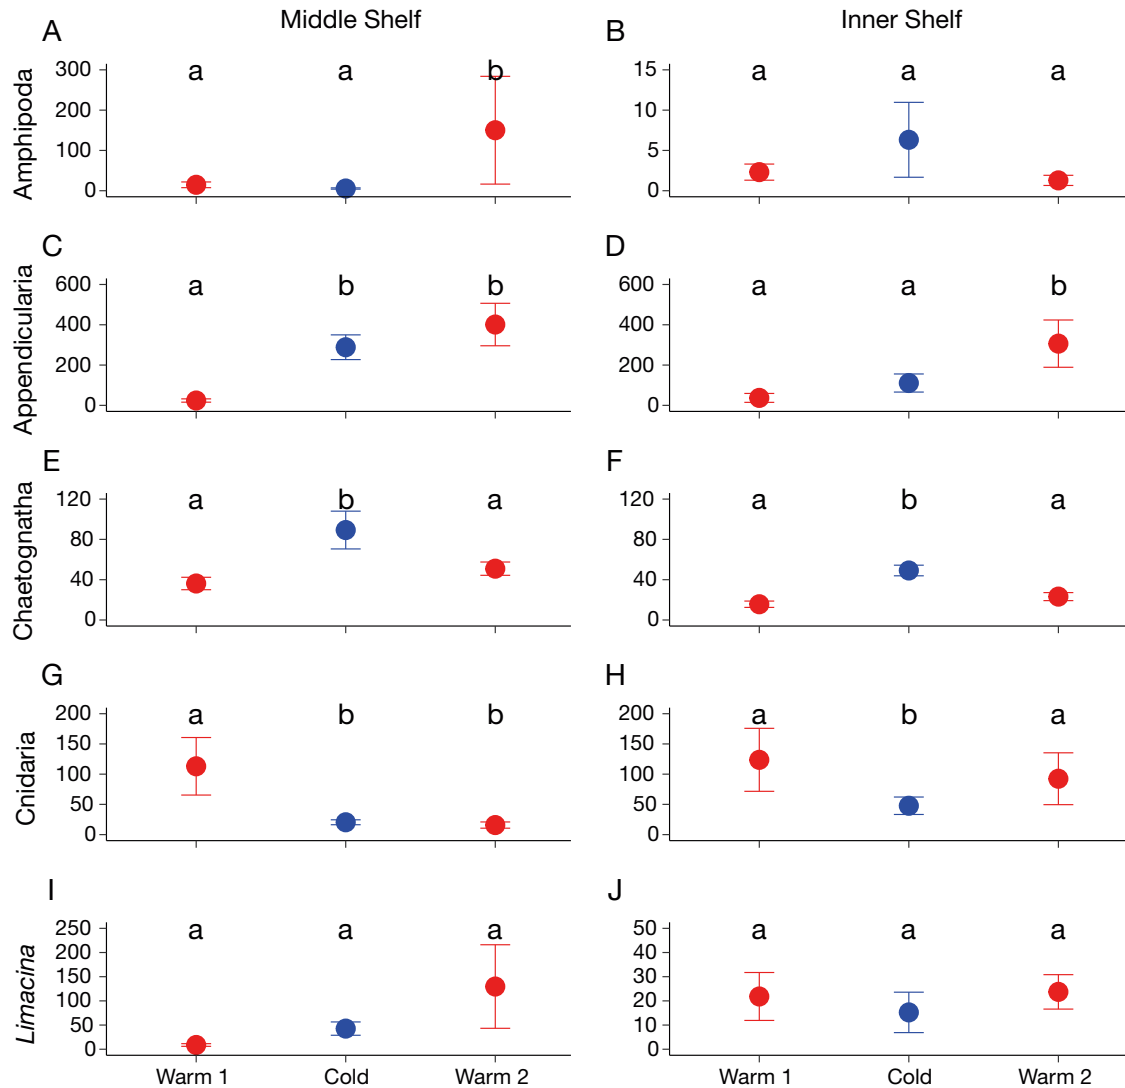 Middle Shelf
Inner Shelf
A
B
Amphipoda
300
200
100
0
a
a
b
15
10
5
0
a
a
a
C
D
Appendicularia
600
400
200
0
a
b
b
600
400
200
0
a
a
b
E
F
Chaetognatha
120
80
40
0
a
b
a
120
80
40
0
a
b
a
G
H
Cnidaria
200
150
100
50
0
a
b
b
200
150
100
50
0
a
b
a
I
J
Limacina
250
200
150
100
50
0
a
a
a
50
40
30
20
10
0
a
a
a
Warm 1
Cold
Warm 2
Warm 1
Cold
Warm 2